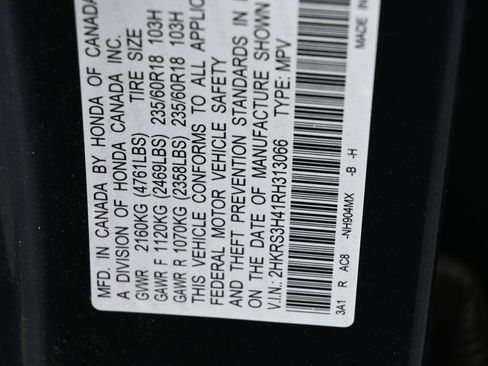 MFD. IN CANADA BY HONDA OF CANADA
A DIVISION OF HONDA CANADA INC.
GVWR 2160KG (4761LBS) TIRE SIZE
GAWR F 1120KG (2469LBS) 235/60R18 103H
GAWR R 1070KG (2358LBS) 235/60R18 103H
THIS VEHICLE CONFORMS TO ALL APPLIC
FEDERAL MOTOR VEHICLE SAFETY
AND THEFT PREVENTION STANDARDS IN
ON THE DATE OF MANUFACTURE SHOWN
V.I.N.: 2HKRS3H41RH313066 TYPE: MPV
3A1 R AC8 -NH904MX -B -H